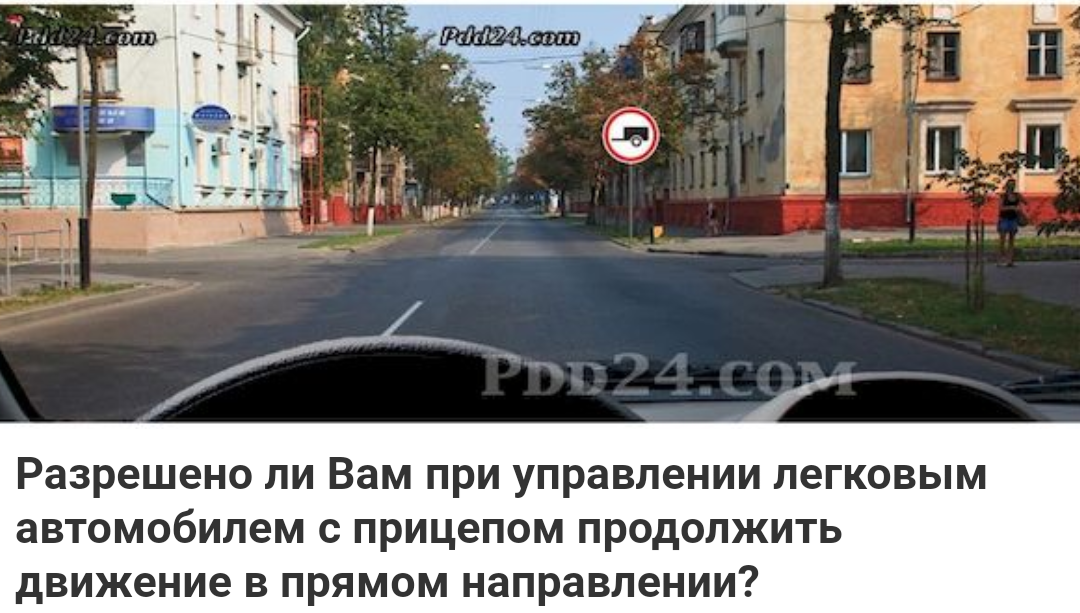 Pdd24.com
Pdd24.com
PDD24.COM
Разрешено ли Вам при управлении легковым
автомобилем с прицепом продолжить
движение в прямом направлении?